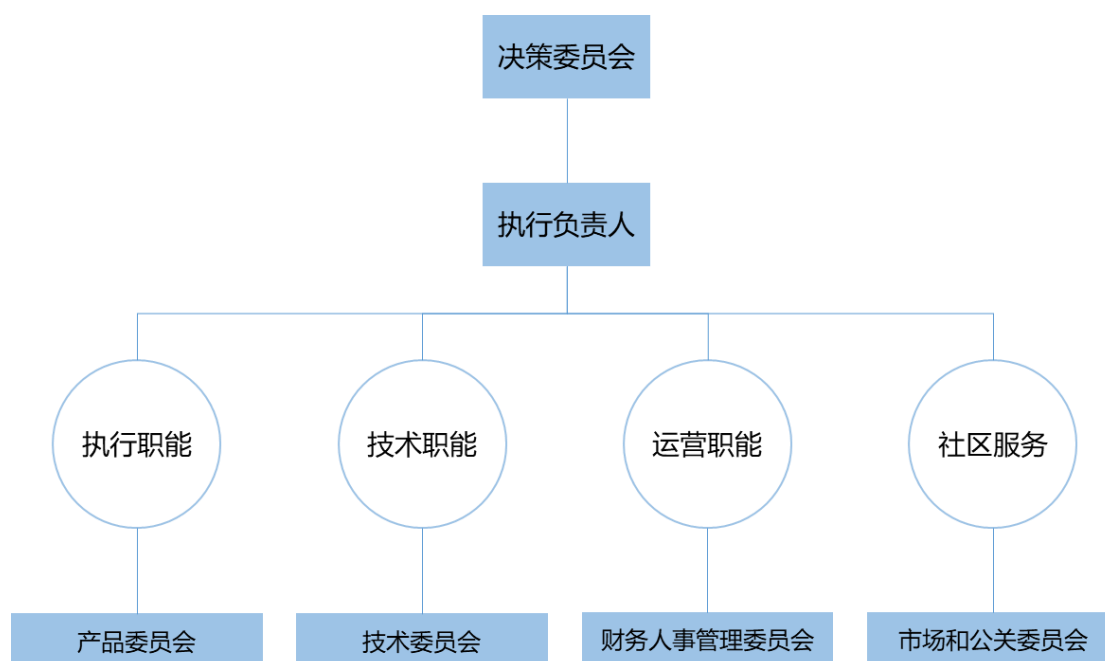 决策委员会
执行负责人
执行职能
技术职能
运营职能
社区服务
产品委员会
技术委员会
财务人事管理委员会
市场和公关委员会